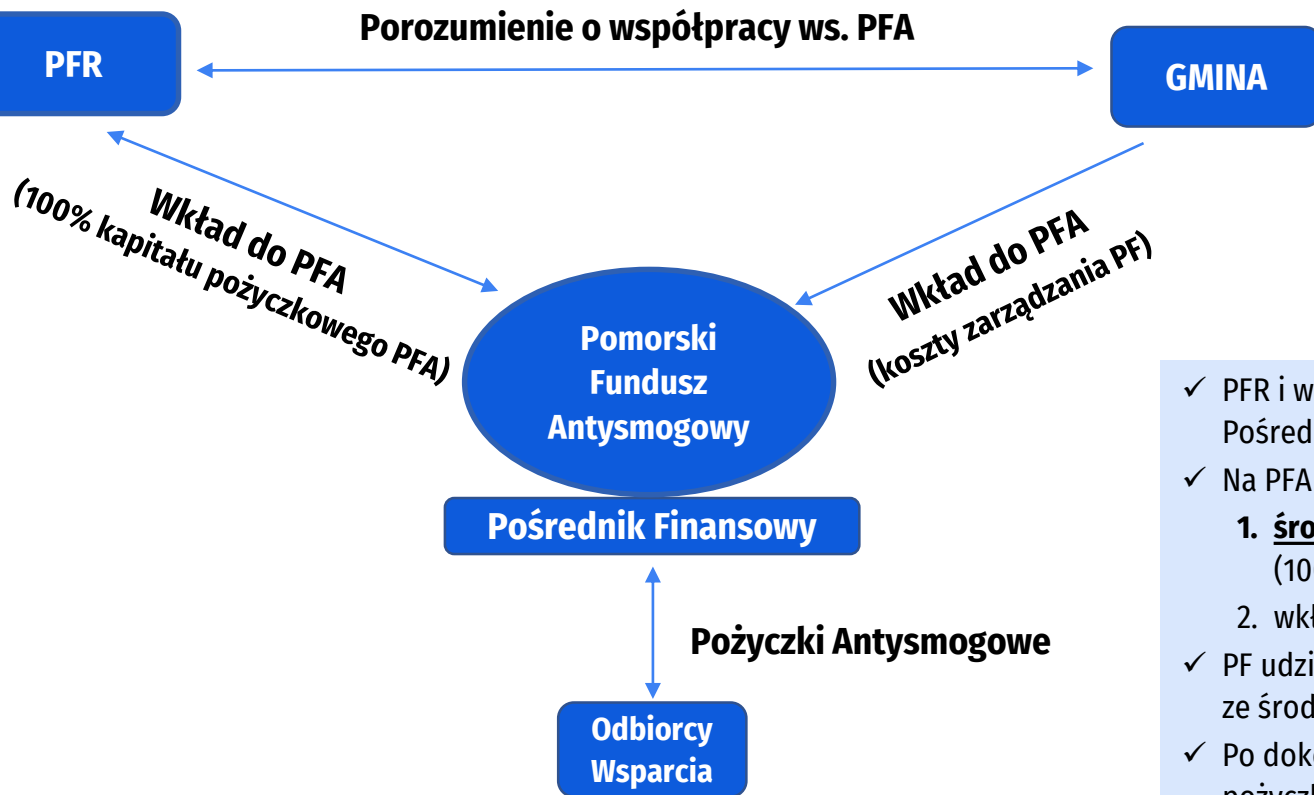 Porozumienie o współpracy ws. PFA
PFR
GMINA
Wkład do PFA
(100% kapitału pożyczkowego PFA)
Wkład do PFA
(koszty zarządzania PF)
Pomorski
Fundusz
Antysmogowy
Pośrednik Finansowy
Pożyczki Antysmogowe
Odbiorcy
Wsparcia
✓ PFR i w
Pośred
✓ Na PFA
1. śro
(10
2. wkł
✓ PF udzi
ze środ
✓ Po doko